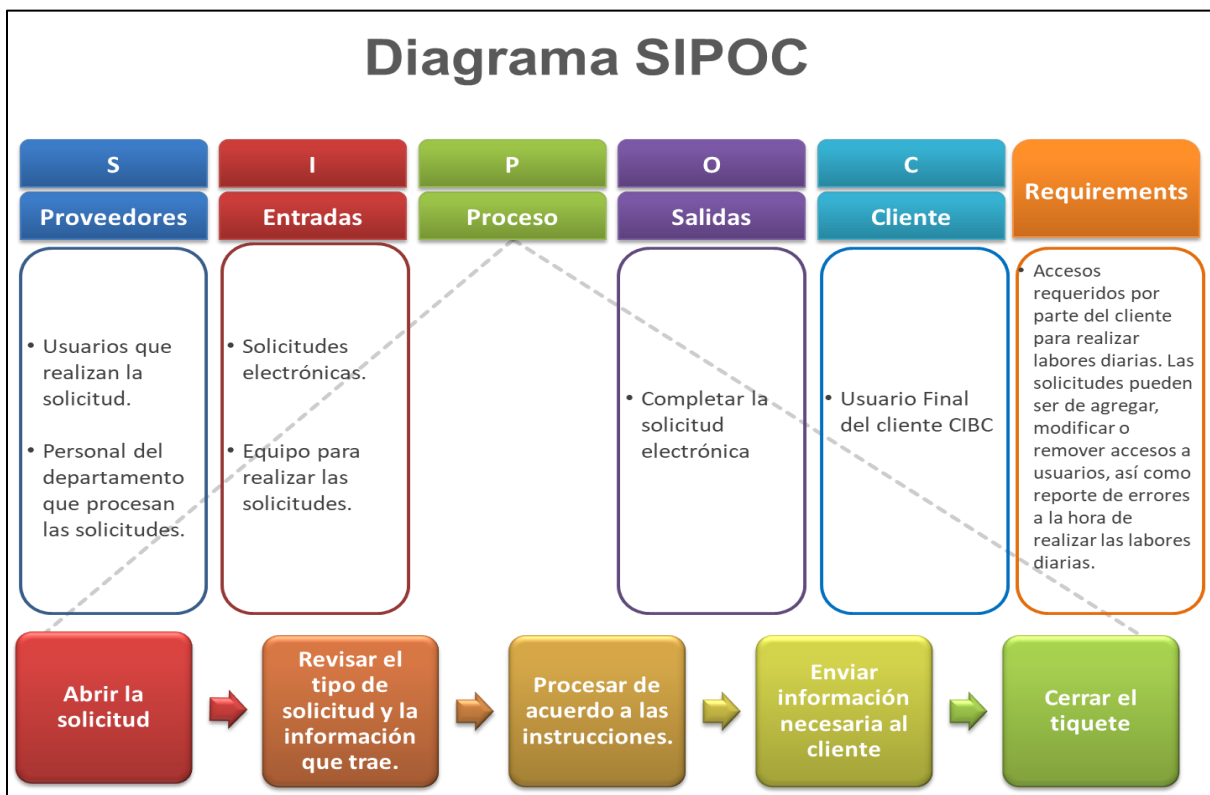 Diagrama SIPOC
S
Proveedores
• Usuarios que
realizan la
solicitud.
• Personal del
departamento
que procesan
las solicitudes.
I
Entradas
• Solicitudes
electrónicas.
• Equipo para
realizar las
solicitudes.
P
Proceso
O
Salidas
• Completar la
solicitud
electrónica
C
Cliente
• Usuario Final
del cliente CIBC
Requirements
• Accesos
requeridos por
parte del cliente
para realizar
labores diarias. Las
solicitudes pueden
ser de agregar,
modificar o
remover accesos a
usuarios, así como
reporte de errores
a la hora de
realizar las labores
diarias.
Abrir la
solicitud
Revisar el
tipo de
solicitud y la
información
que trae.
Procesar de
acuerdo a las
instrucciones.
Enviar
información
necesaria al
cliente
Cerrar el
tiquete